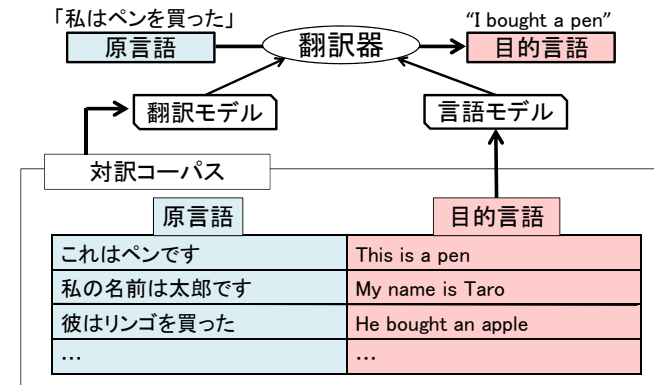 「私はペンを買った」
“I bought a pen”
原言語
翻訳器
目的言語
翻訳モデル
言語モデル
対訳コーパス
原言語
目的言語
これはペンです
This is a pen
私の名前は太郎です
My name is Taro
彼はリンゴを買った
He bought an apple
…
…